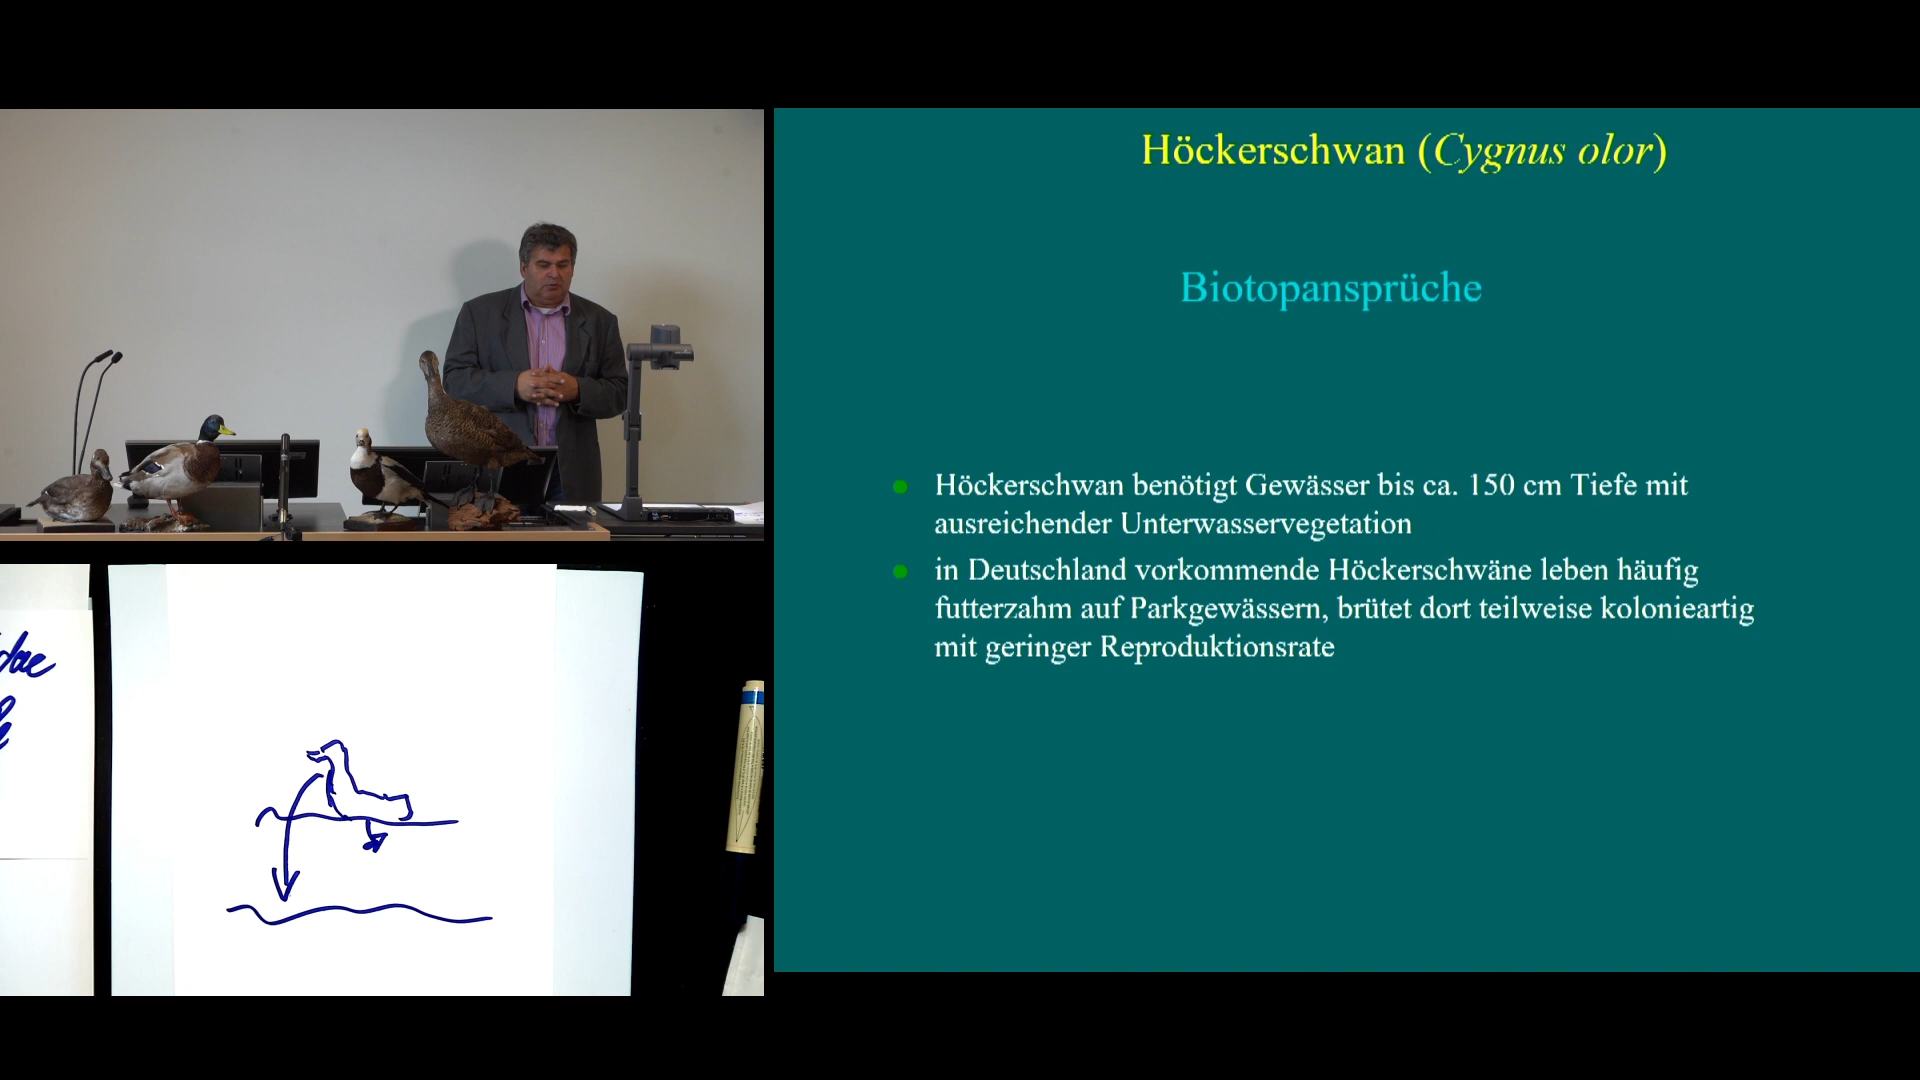 Höckerschwan (Cygnus olor)
Biotopansprüche
Höckerschwan benötigt Gewässer bis ca. 150 cm Tiefe mit
ausreichender Unterwasservegetation
in Deutschland vorkommende Höckerschwäne leben häufig
futterzahm auf Parkgewässern, brütet dort teilweise kolonieartig
mit geringer Reproduktionsrate
dae